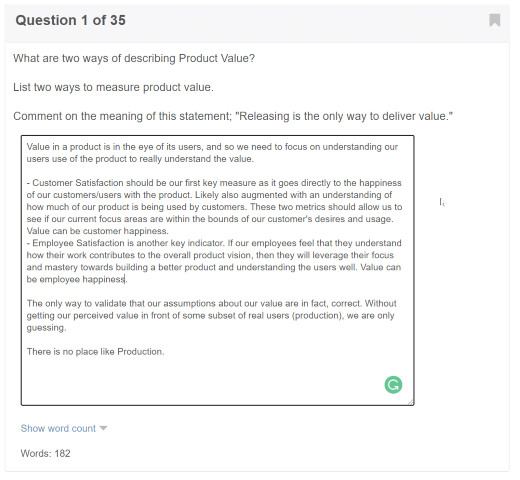 Question 1 of 35
What are two ways of describing Product Value?
List two ways to measure product value.
Comment on the meaning of this statement; "Releasing is the only way to deliver value."
Value in a product is in the eye of its users, and so we need to focus on understanding our
users use of the product to really understand the value.
- Customer Satisfaction should be our first key measure as it goes directly to the happiness
of our customers/users with the product. Likely also augmented with an understanding of
how much of our product is being used by customers. These two metrics should allow us to
see if our current focus areas are within the bounds of our customer's desires and usage.
Value can be customer happiness.
- Employee Satisfaction is another key indicator. If our employees feel that they understand
how their work contributes to the overall product vision, then they will leverage their focus
and mastery towards building a better product and understanding the users well. Value can
be employee happiness.
The only way to validate that our assumptions about our value are in fact, correct. Without
getting our perceived value in front of some subset of real users (production), we are only
guessing.
There is no place like Production.
Show word count
Words: 182